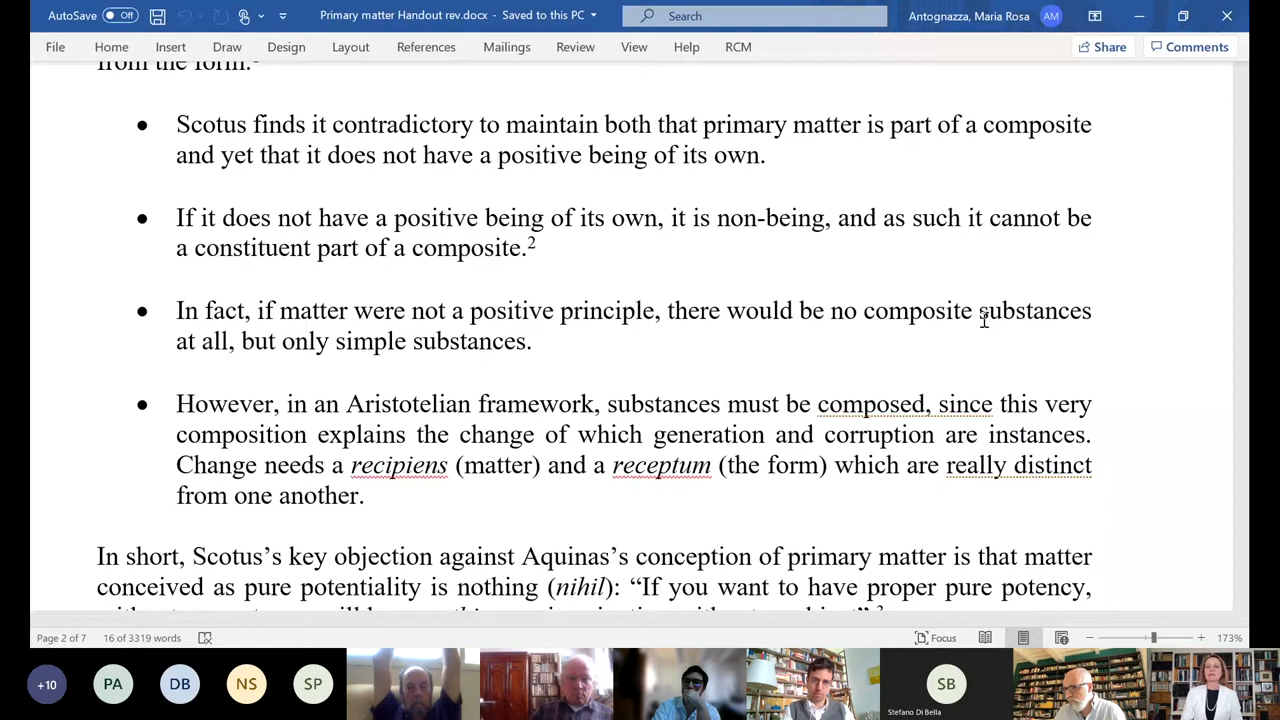 AutoSave Off Primary matter Handout rev.docx - Saved to this PC Search Antognazza, Maria Rosa AM
File Home Insert Draw Design Layout References Mailings Review View Help RCM Share Comments
from the form.
• Scotus finds it contradictory to maintain both that primary matter is part of a composite
and yet that it does not have a positive being of its own.
• If it does not have a positive being of its own, it is non-being, and as such it cannot be
a constituent part of a composite.2
• In fact, if matter were not a positive principle, there would be no composite substances
at all, but only simple substances.
• However, in an Aristotelian framework, substances must be composed, since this very
composition explains the change of which generation and corruption are instances.
Change needs a recipiens (matter) and a receptum (the form) which are really distinct
from one another.
In short, Scotus’s key objection against Aquinas’s conception of primary matter is that matter
conceived as pure potentiality is nothing (nihil): “If you want to have proper pure potency,
Page 2 of 7 16 of 3319 words Focus 173%
+10 PA DB NS SP SB
Stefano Di Bella